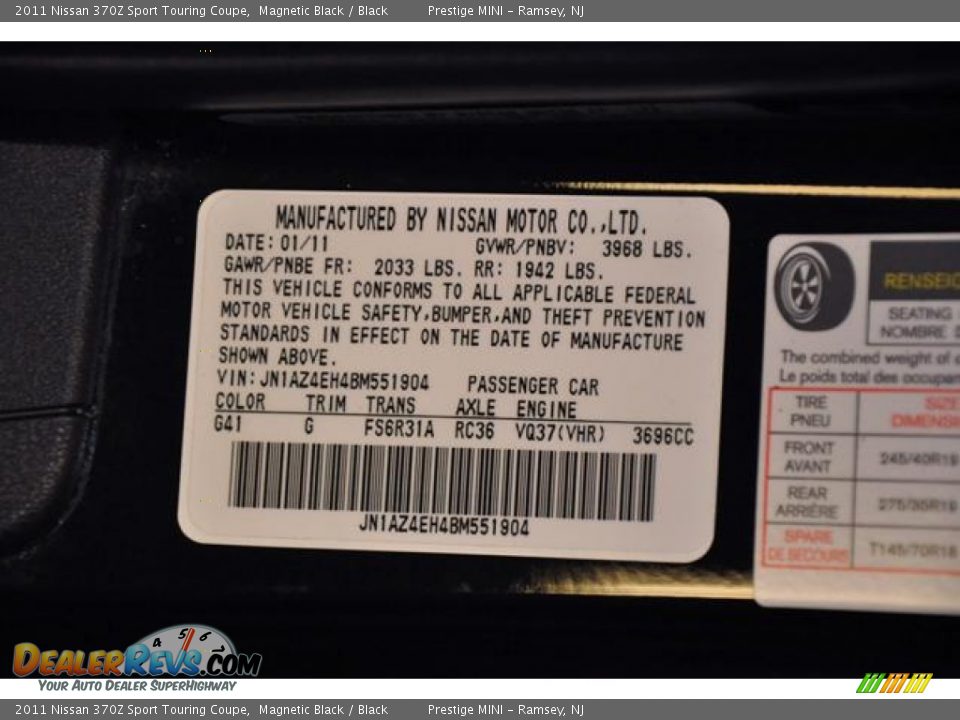 2011 Nissan 370Z Sport Touring Coupe, Magnetic Black / Black Prestige MINI – Ramsey, NJ
MANUFACTURED BY NISSAN MOTOR CO.,LTD.
DATE: 01/11 GVWR/PNBV: 3968 LBS.
GAWR/PNBE FR: 2033 LBS. RR: 1942 LBS.
THIS VEHICLE CONFORMS TO ALL APPLICABLE FEDERAL
MOTOR VEHICLE SAFETY,BUMPER,AND THEFT PREVENTION
STANDARDS IN EFFECT ON THE DATE OF MANUFACTURE
SHOWN ABOVE.
VIN: JN1AZ4EH4BM551904 PASSENGER CAR
COLOR TRIM TRANS AXLE ENGINE
G41 G FS6R31A RC36 VQ37(VHR) 3696CC
JN1AZ4EH4BM551904
SEATING
NOMBRE
The combined weight of
Le poids total des
TIRE
PNEU
FRONT
AVANT
245/40R19
REAR
ARRIÈRE
275/35R19
SPARE
DE SECOURS
T145/70R18
4 5 6
DealerRevs.com
Your Auto Dealer SuperHighway
2011 Nissan 370Z Sport Touring Coupe, Magnetic Black / Black Prestige MINI – Ramsey, NJ